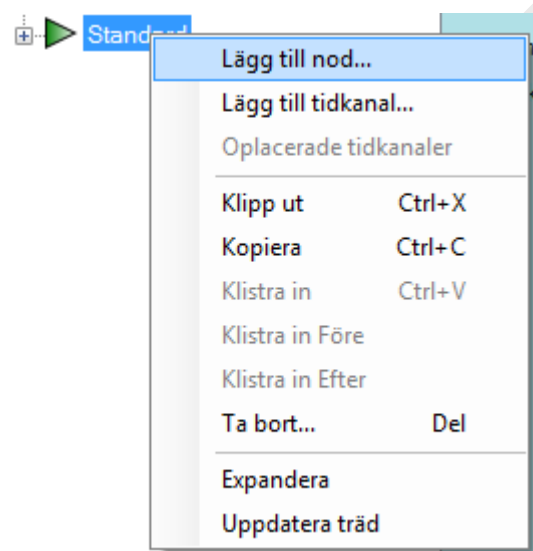 Standard
Lägg till nod...
Lägg till tidkanal...
Oplacerade tidkanaler
Klipp ut Ctrl+X
Kopiera Ctrl+C
Klistra in Ctrl+V
Klistra in Före
Klistra in Efter
Ta bort... Del
Expandera
Uppdatera träd